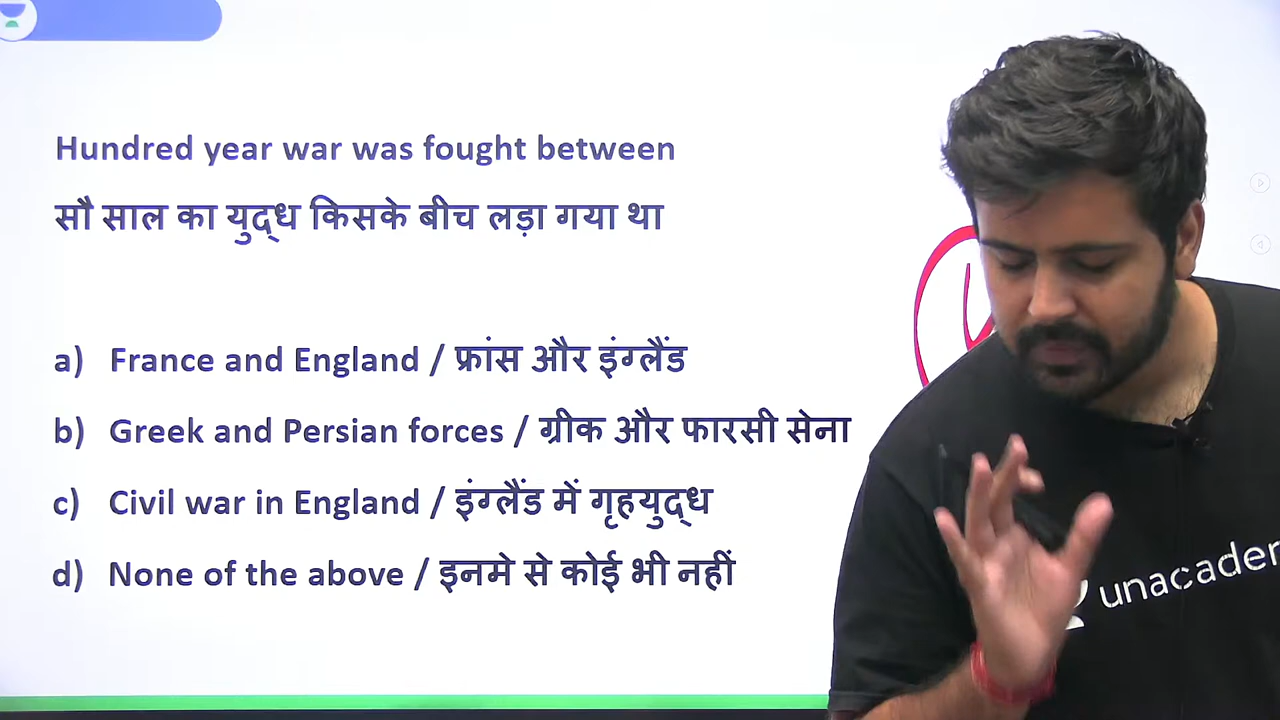 Hundred year war was fought between
सौ साल का युद्ध किसके बीच लड़ा गया था
a) France and England / फ्रांस और इंग्लैंड
b) Greek and Persian forces / ग्रीक और फारसी सेना
c) Civil war in England / इंग्लैंड में गृहयुद्ध
d) None of the above / इनमे से कोई भी नहीं